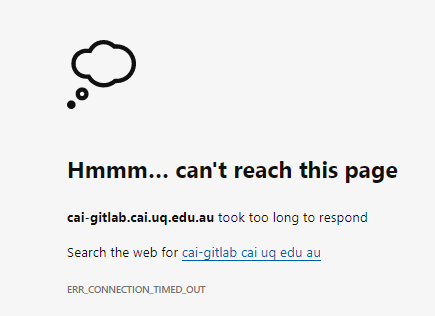 Hmmm... can't reach this page
cai-gitlab.cai.uq.edu.au took too long to respond
Search the web for cai-gitlab cai uq edu au
ERR_CONNECTION_TIMED_OUT